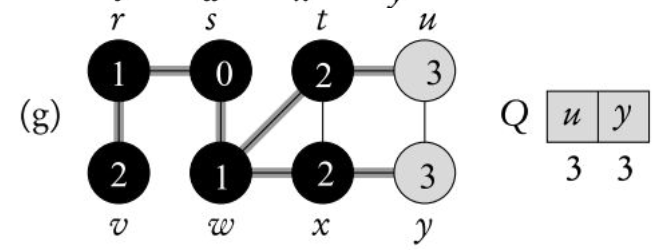 r s t u
1 0 2 3
(g) Q u y
2 1 2 3 3 3
v w x y